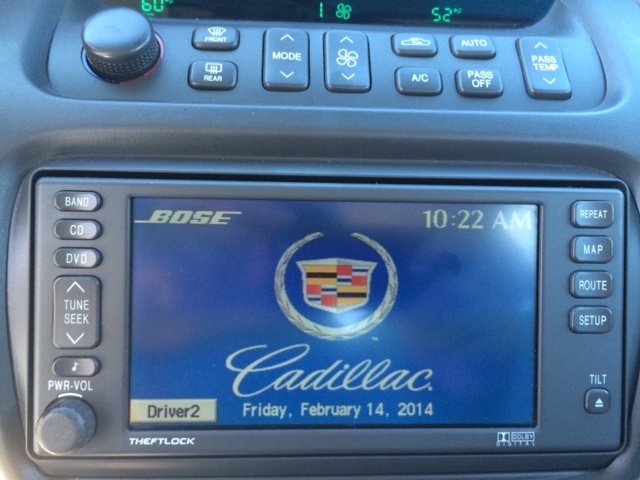 60°F 1 52°F
FRONT
REAR
MODE
AUTO
A/C
PASS OFF
PASS TEMP
BAND
CD
DVD
TUNE
SEEK
PWR-VOL
BOSE
10:22 AM
Cadillac
Driver2
Friday, February 14, 2014
REPEAT
MAP
ROUTE
SETUP
TILT
THEFTLOCK
DOLBY
DIGITAL